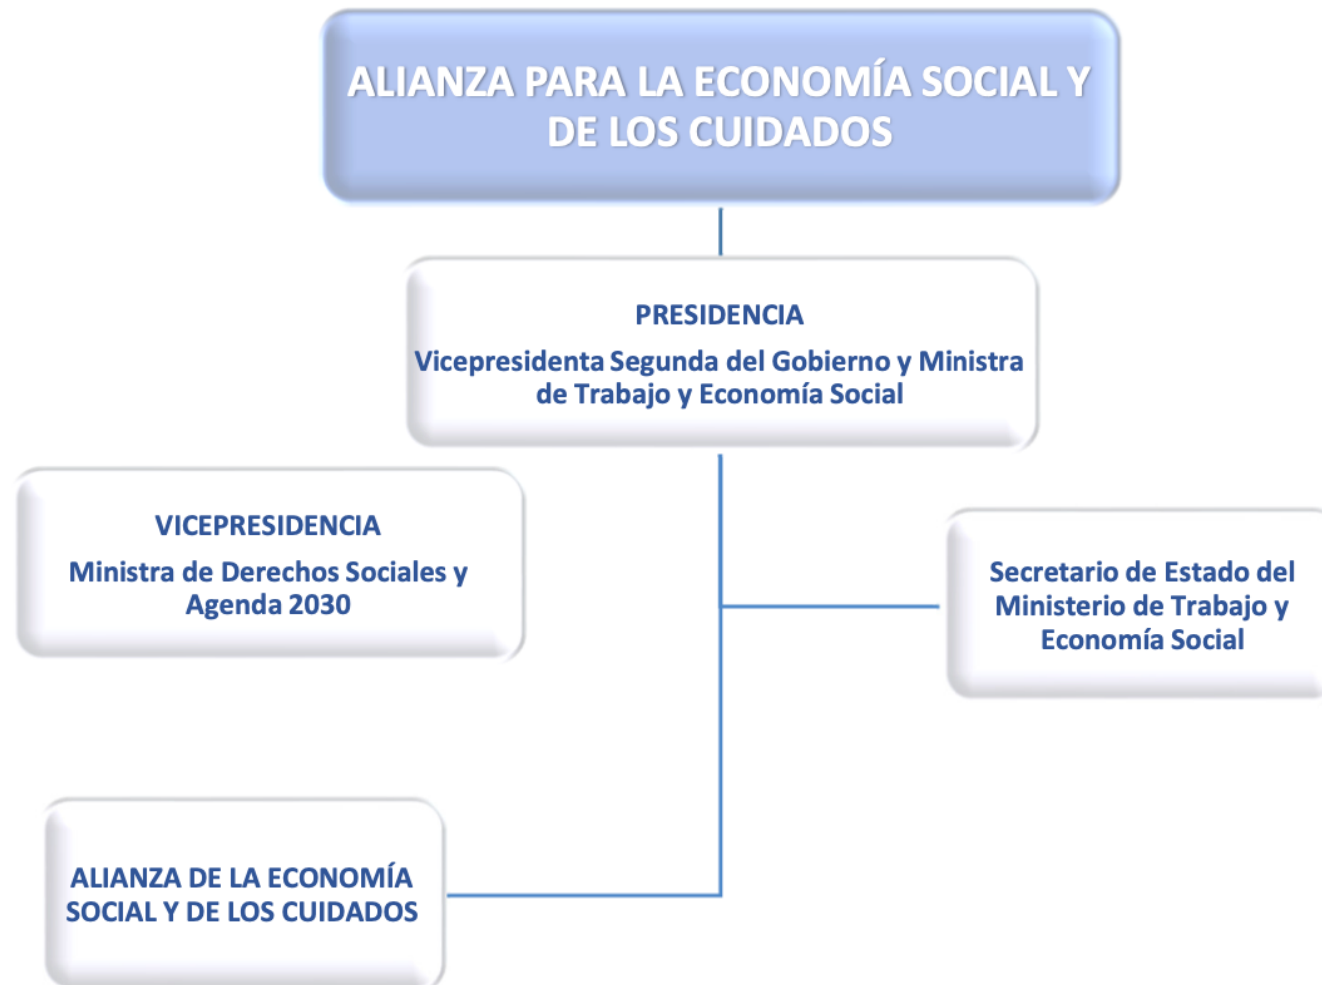 ALIANZA PARA LA ECONOMÍA SOCIAL Y
DE LOS CUIDADOS
PRESIDENCIA
Vicepresidenta Segunda del Gobierno y Ministra
de Trabajo y Economía Social
VICEPRESIDENCIA
Ministra de Derechos Sociales y
Agenda 2030
Secretario de Estado del
Ministerio de Trabajo y
Economía Social
ALIANZA DE LA ECONOMÍA
SOCIAL Y DE LOS CUIDADOS